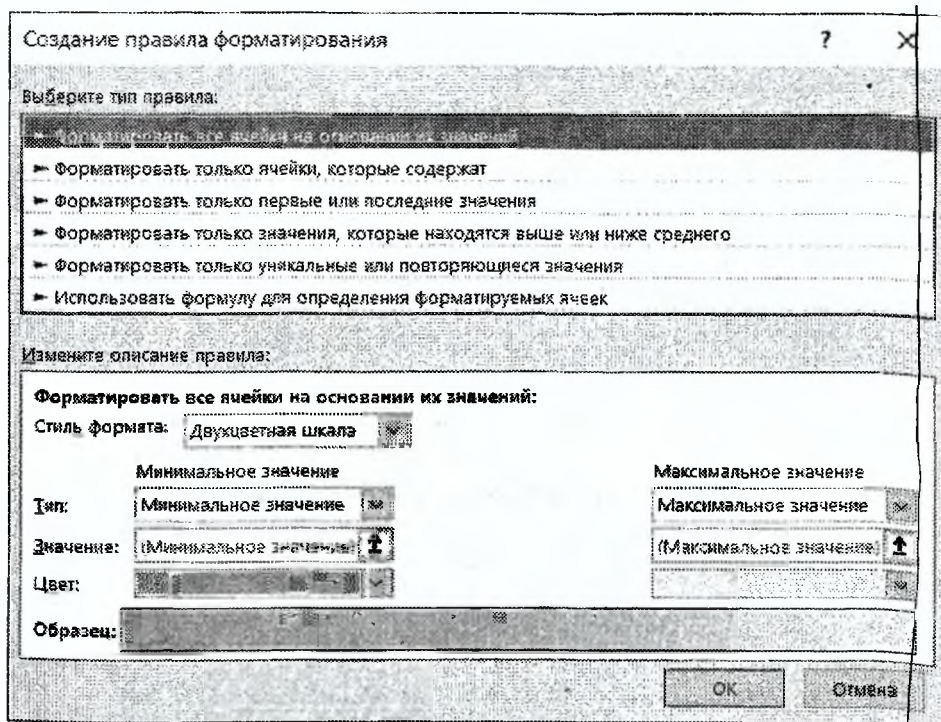 Создание правила форматирования ? ×
Выберите тип правила:
► Форматировать все ячейки на основании их значений
► Форматировать только ячейки, которые содержат
► Форматировать только первые или последние значения
► Форматировать только значения, которые находятся выше или ниже среднего
► Форматировать только уникальные или повторяющиеся значения
► Использовать формулу для определения форматируемых ячеек
Измените описание правила:
Форматировать все ячейки на основании их значений:
Стиль формата: Двухцветная шкала
Минимальное значение Максимальное значение
Тип: Минимальное значение Максимальное значение
Значение: (Минимальное значение) (Максимальное значение)
Цвет:
Образец:
OK Отмена